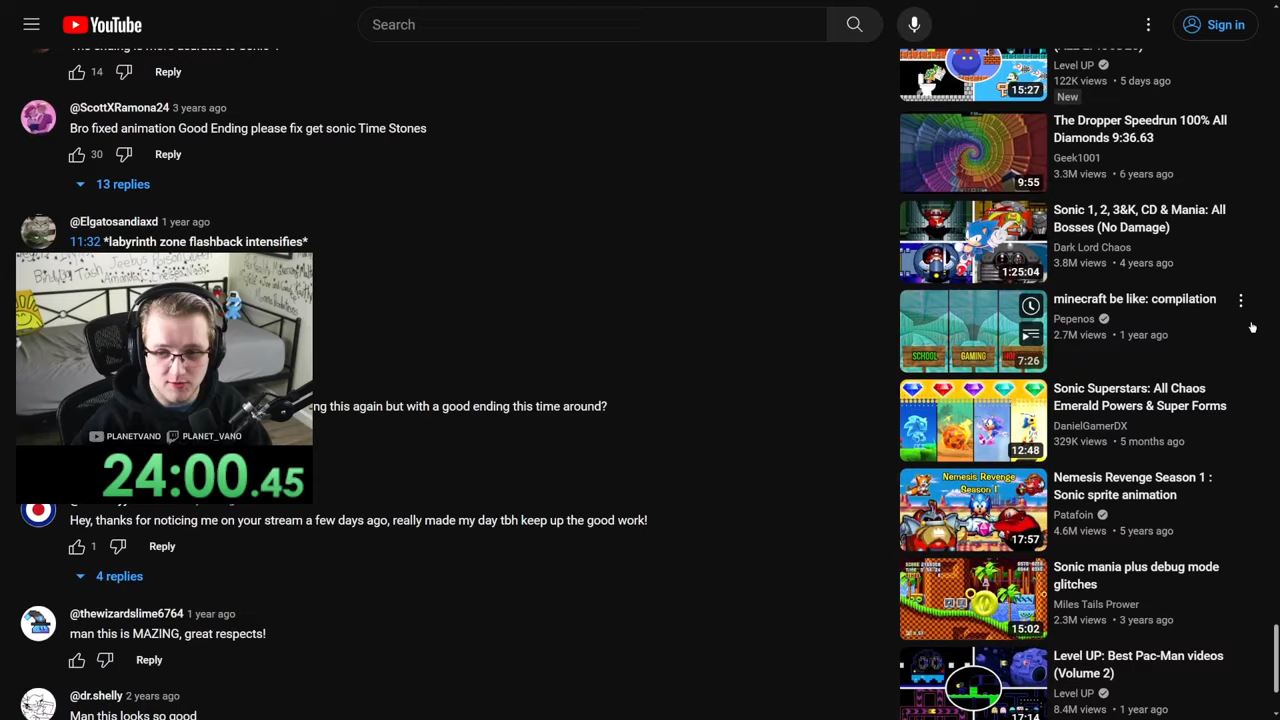 YouTube
Search
Sign in
14
Reply
@ScottXRamona24 3 years ago
Bro fixed animation Good Ending please fix get sonic Time Stones
30
Reply
13 replies
@Elgatosandiaxd 1 year ago
11:32 *labyrinth zone flashback intensifies*
PLANETVANO PLANET_VANO
24:00.45
ng this again but with a good ending this time around?
Hey, thanks for noticing me on your stream a few days ago, really made my day tbh keep up the good work!
1
Reply
4 replies
@thewizardslime6764 1 year ago
man this is MAZING, great respects!
Reply
@dr.shelly 2 years ago
Man this looks so good
15:27
Level UP
122K views • 5 days ago
New
9:55
The Dropper Speedrun 100% All
Diamonds 9:36.63
Geek1001
3.3M views • 6 years ago
1:25:04
Sonic 1, 2, 3&K, CD & Mania: All
Bosses (No Damage)
Dark Lord Chaos
3.8M views • 4 years ago
SCHOOL
GAMING
7:26
minecraft be like: compilation
Pepenos
2.7M views • 1 year ago
12:48
Sonic Superstars: All Chaos
Emerald Powers & Super Forms
DanielGamerDX
329K views • 5 months ago
Nemesis Revenge
Season 1
17:57
Nemesis Revenge Season 1 :
Sonic sprite animation
Patafoin
4.6M views • 5 years ago
15:02
Sonic mania plus debug mode
glitches
Miles Tails Prower
2.3M views • 3 years ago
17:14
Level UP: Best Pac-Man videos
(Volume 2)
Level UP
8.4M views • 1 year ago